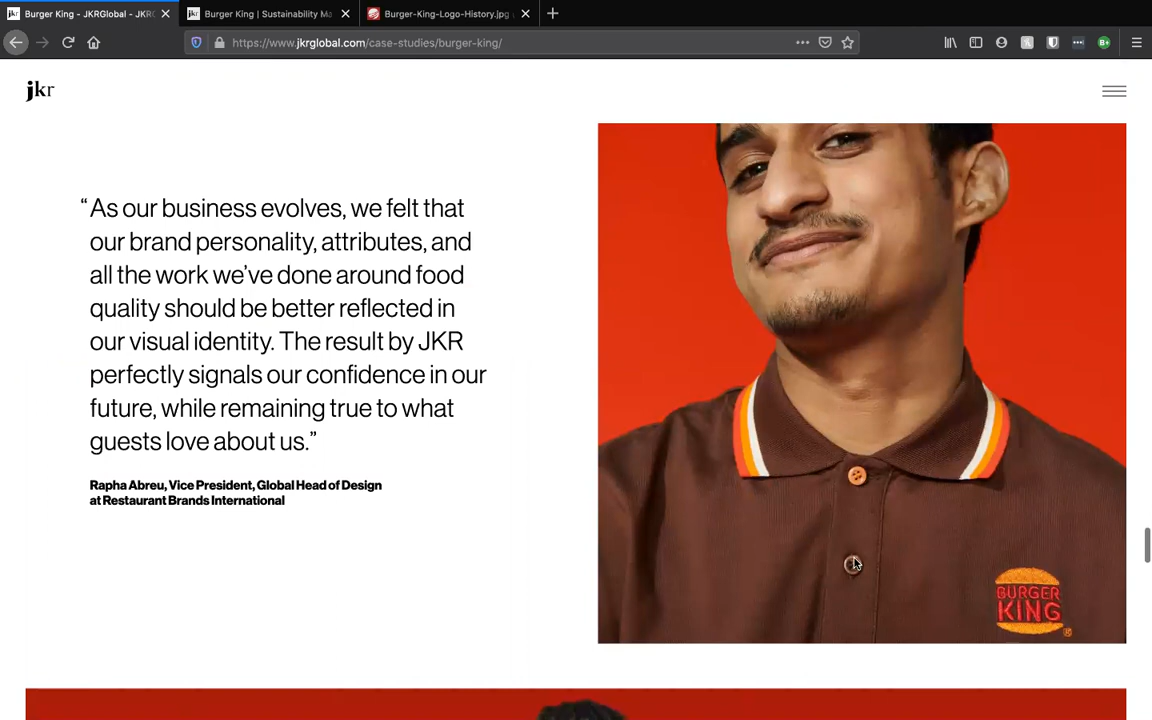 Burger King - JKRGlobal - JKRG
Burger King | Sustainability Ma
Burger-King-Logo-History.jpg
https://www.jkrglobal.com/case-studies/burger-king/
B+
jkr
“As our business evolves, we felt that
our brand personality, attributes, and
all the work we’ve done around food
quality should be better reflected in
our visual identity. The result by JKR
perfectly signals our confidence in our
future, while remaining true to what
guests love about us.”
Rapha Abreu, Vice President, Global Head of Design
at Restaurant Brands International
BURGER
KING
®